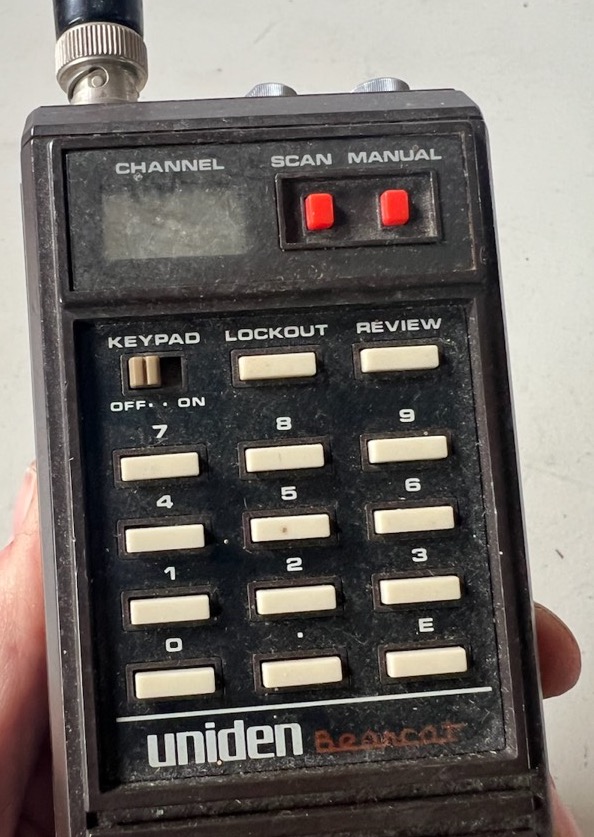 CHANNEL SCAN MANUAL
KEYPAD LOCKOUT REVIEW
OFF . . ON
7 8 9
4 5 6
1 2 3
0 . E
uniden Bearcat